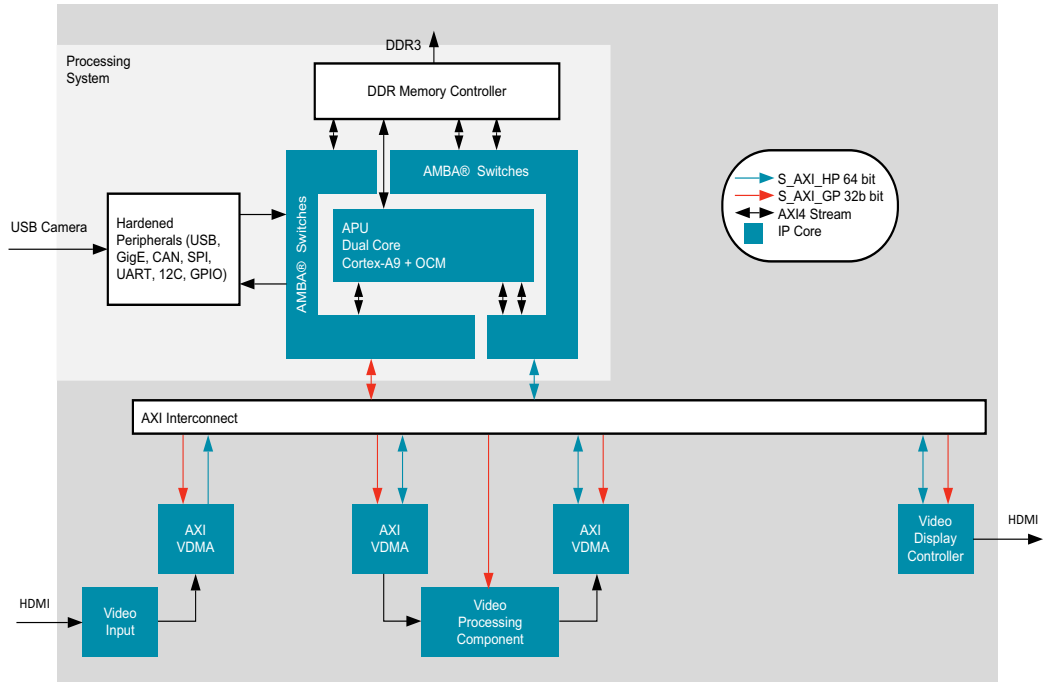 DDR3
Processing
System
DDR Memory Controller
AMBA® Switches
S_AXI_HP 64 bit
S_AXI_GP 32b bit
AXI4 Stream
IP Core
USB Camera
Hardened
Peripherals (USB,
GigE, CAN, SPI,
UART, 12C, GPIO)
AMBA® Switches
APU
Dual Core
Cortex-A9 + OCM
AXI Interconnect
AXI
VDMA
AXI
VDMA
AXI
VDMA
Video
Display
Controller
HDMI
HDMI
Video
Input
Video
Processing
Component